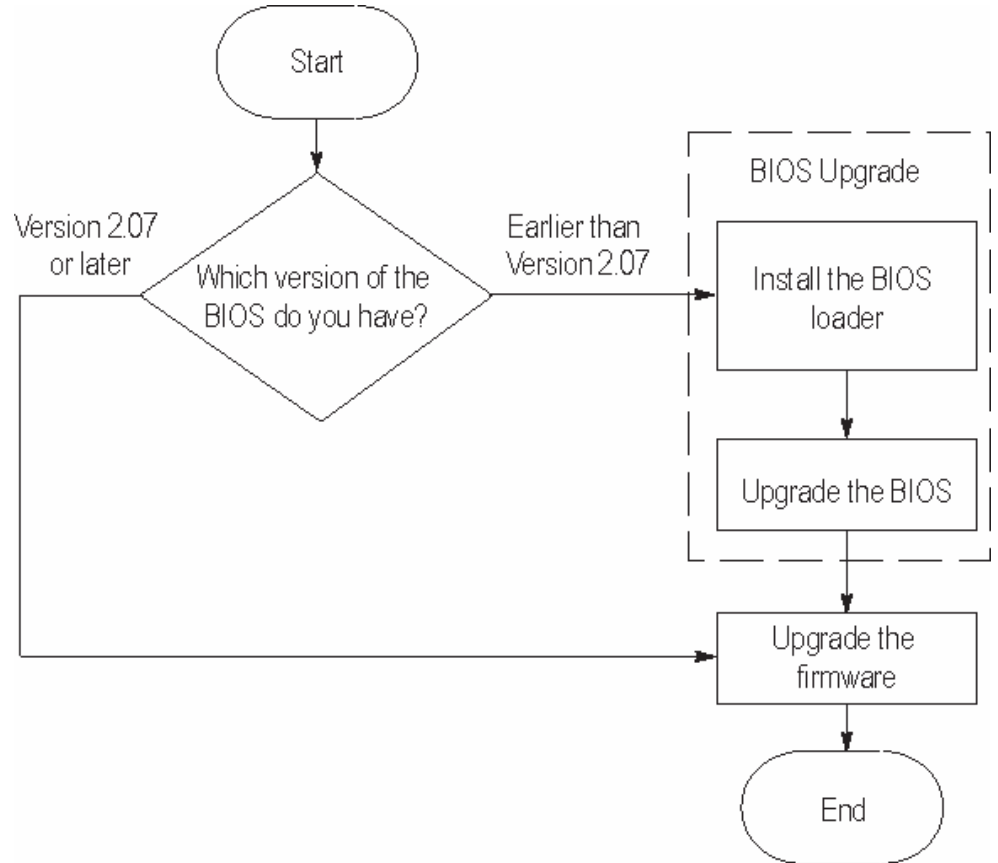 Start
Version 2.07
or later
Which version of the
BIOS do you have?
Earlier than
Version 2.07
BIOS Upgrade
Install the BIOS
loader
Upgrade the BIOS
Upgrade the
firmware
End